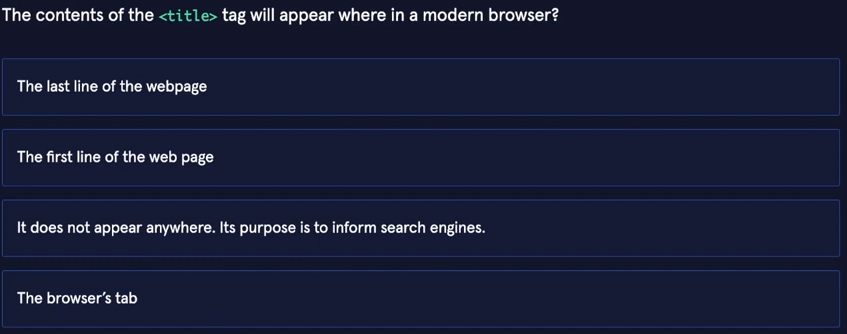 The contents of the <title> tag will appear where in a modern browser?
The last line of the webpage
The first line of the web page
It does not appear anywhere. Its purpose is to inform search engines.
The browser’s tab